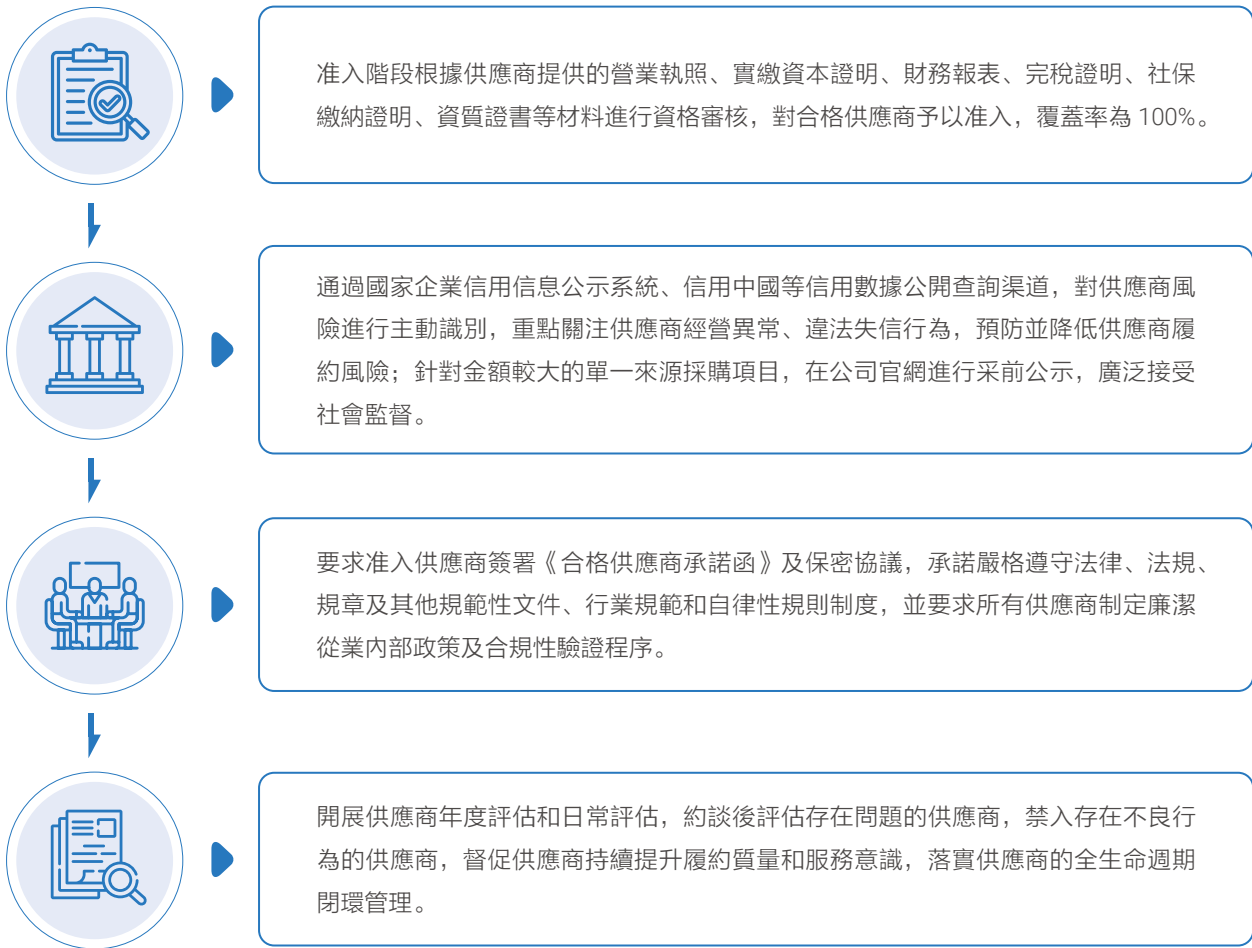 准入階段根據供應商提供的營業執照、實繳資本證明、財務報表、完稅證明、社保
繳納證明、資質證書等材料進行資格審核，對合格供應商予以准入，覆蓋率為 100%。
通過國家企業信用信息公示系統、信用中國等信用數據公開查詢渠道，對供應商風
險進行主動識別，重點關注供應商經營異常、違法失信行為，預防並降低供應商履
約風險；針對金額較大的單一來源採購項目，在公司官網進行采前公示，廣泛接受
社會監督。
要求准入供應商簽署《合格供應商承諾函》及保密協議，承諾嚴格遵守法律、法規、
規章及其他規範性文件、行業規範和自律性規則制度，並要求所有供應商制定廉潔
從業內部政策及合規性驗證程序。
開展供應商年度評估和日常評估，約談後評估存在問題的供應商，禁入存在不良行
為的供應商，督促供應商持續提升履約質量和服務意識，落實供應商的全生命週期
閉環管理。